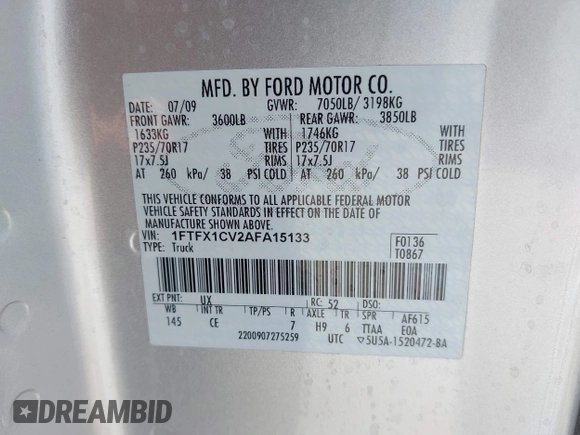 MFD. BY FORD MOTOR CO.
DATE: 07/09 GVWR: 7050LB/ 3198KG
FRONT GAWR: 3600LB REAR GAWR: 3850LB
1633KG WITH 1746KG WITH
P235/70R17 TIRES P235/70R17 TIRES
17x7.5J RIMS 17x7.5J RIMS
AT 260 kPa/ 38 PSI COLD AT 260 kPa/ 38 PSI COLD
THIS VEHICLE CONFORMS TO ALL APPLICABLE FEDERAL MOTOR
VEHICLE SAFETY STANDARDS IN EFFECT ON THE DATE OF
MANUFACTURE SHOWN ABOVE.
VIN: 1FTFX1CV2AFA15133 F0136
TYPE: Truck T0867
EXT PNT: UX RC: 52 DSO:
WB INT TR TP/PS R AXLE TR SPR AF615
145 CE 7 H9 6 TTAA EOA
2200907275259 UTC ▽5U5A-1520472-BA
DREAMBID